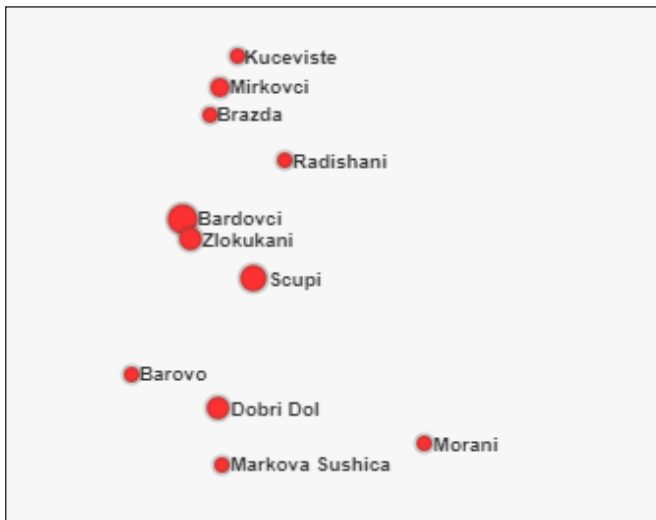 Kuceviste
Mirkovci
Brazda
Radishani
Bardovci
Zlokukani
Scupi
Barovo
Dobri Dol
Morani
Markova Sushica